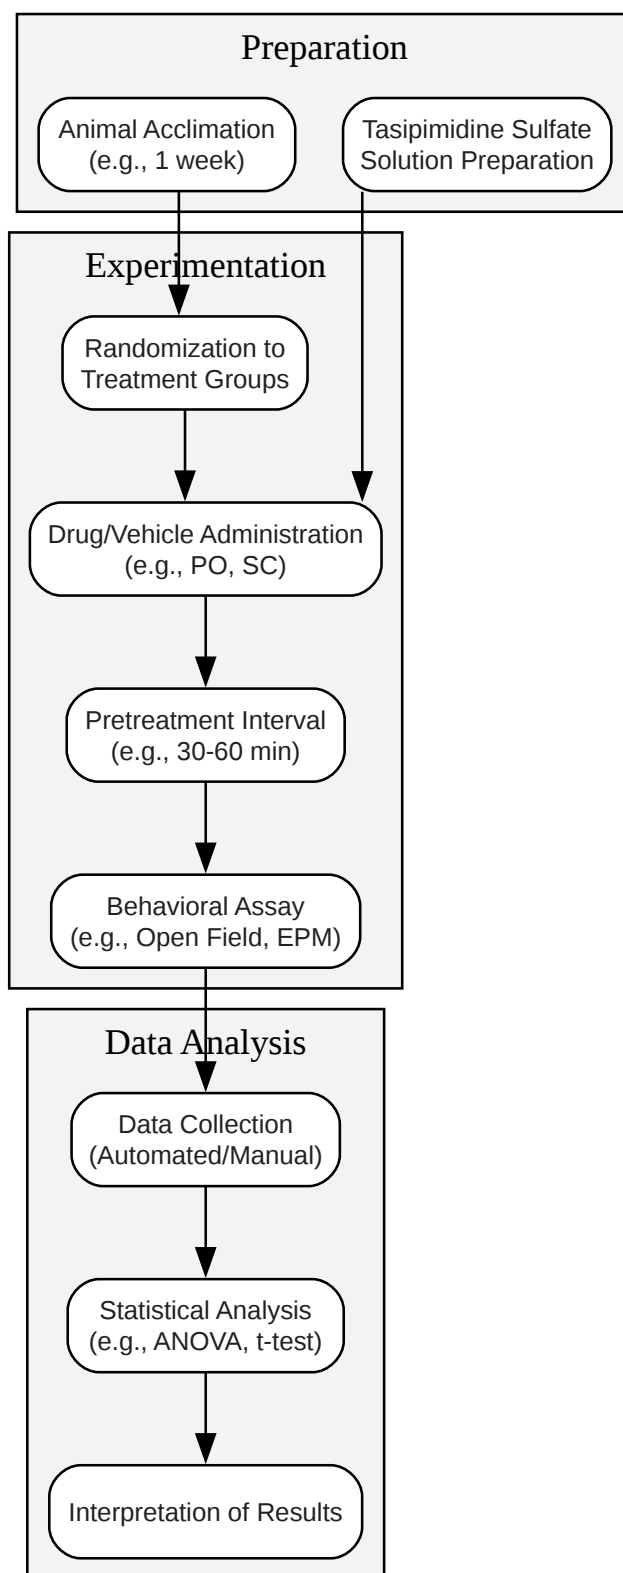 Preparation
Animal Acclimation
(e.g., 1 week)
Tasipimidine Sulfate
Solution Preparation
Experimentation
Randomization to
Treatment Groups
Drug/Vehicle Administration
(e.g., PO, SC)
Pretreatment Interval
(e.g., 30-60 min)
Behavioral Assay
(e.g., Open Field, EPM)
Data Analysis
Data Collection
(Automated/Manual)
Statistical Analysis
(e.g., ANOVA, t-test)
Interpretation of Results